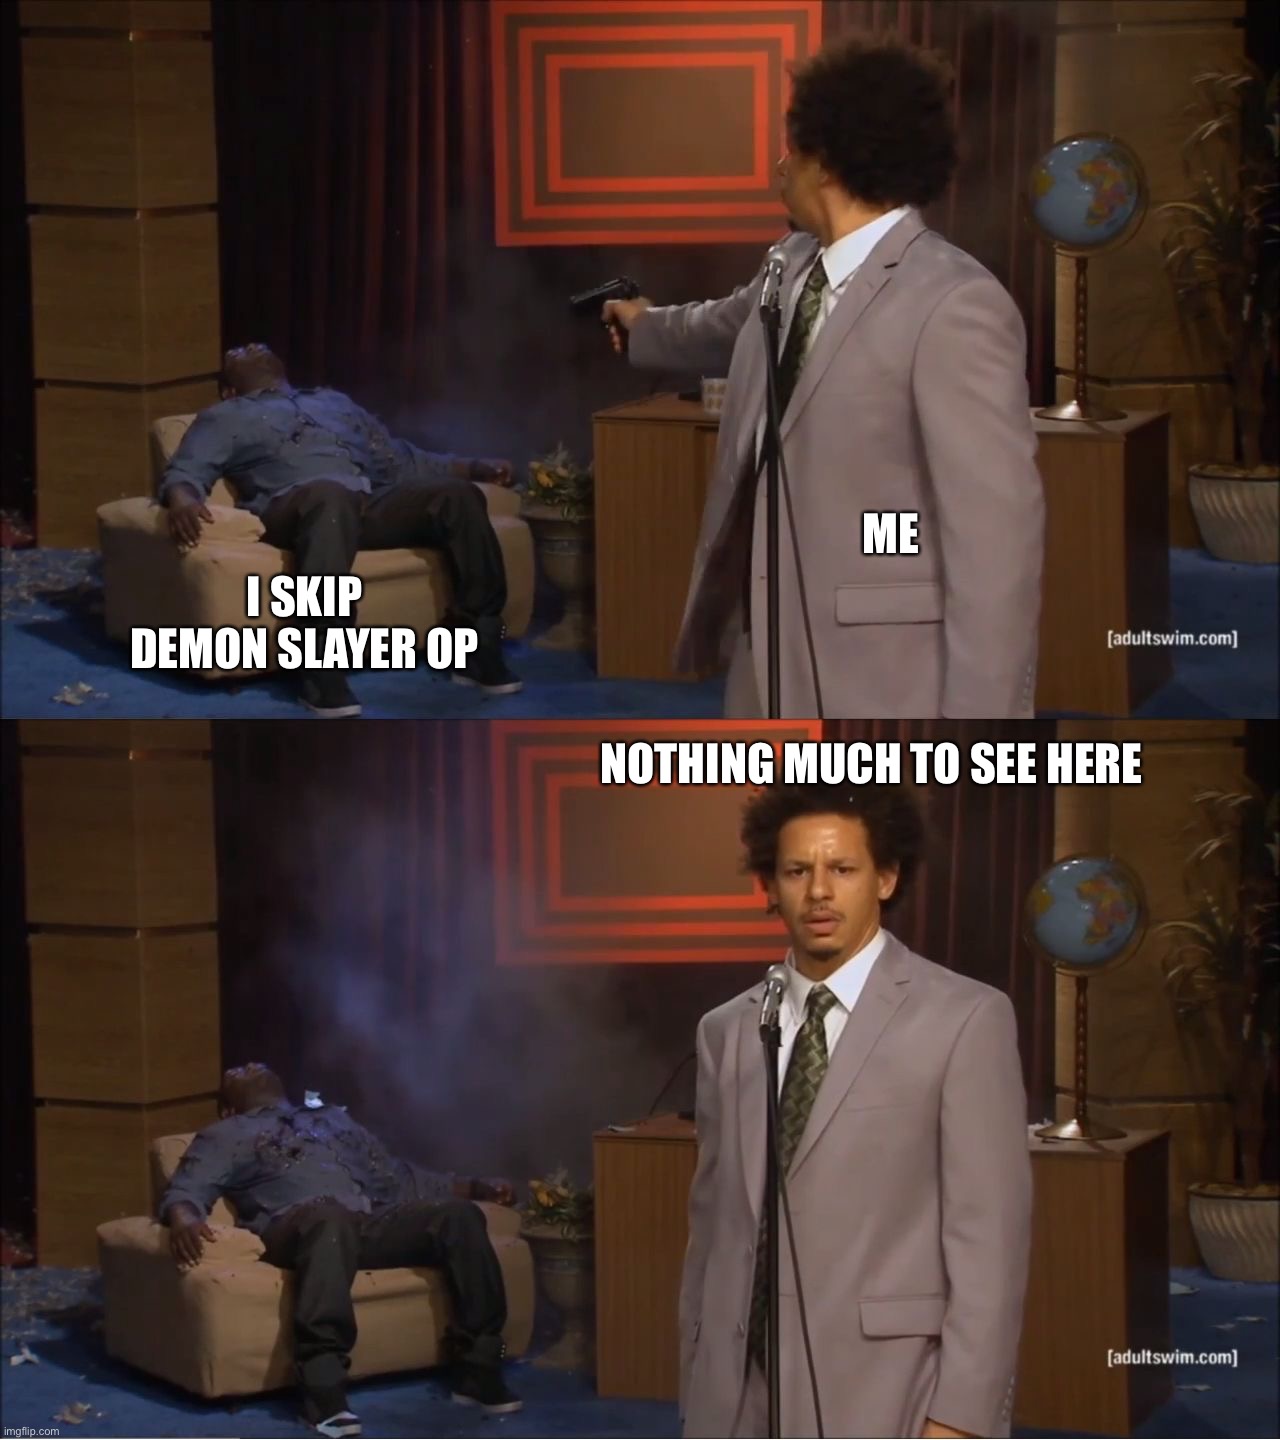 ME
I SKIP
DEMON SLAYER OP
[adultswim.com]
NOTHING MUCH TO SEE HERE
[adultswim.com]
imgflip.com